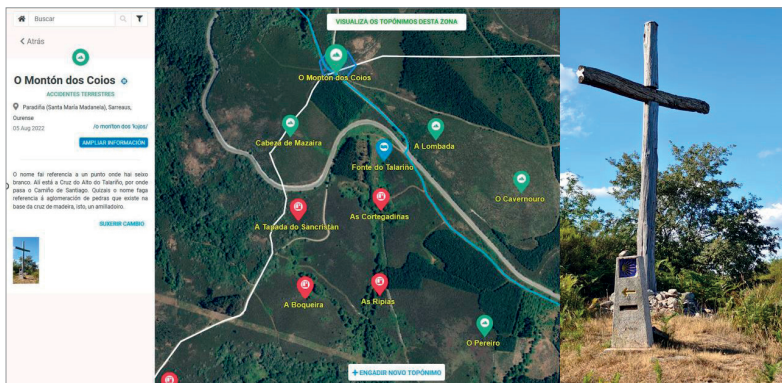 Buscar
Atrás
O Montón dos Coios
ACCIDENTES TERRESTRES
Paradiña (Santa María Madanela), Sarreaus,
Ourense
05 Aug 2022
/o monton dos 'kojos/
AMPLIAR INFORMACIÓN
O nome fai referencia a un punto onde hai seixo
branco. Alí está a Cruz do Alto do Talariño, por onde
pasa o Camiño de Santiago. Quizais o nome faga
referencia á aglomeración de pedras que existe na
base da cruz de madeira, isto, un amilladoiro.
SUXERIR CAMBIO
VISUALIZA OS TOPÓNIMOS DESTA ZONA
O Montón dos Coios
Cabeza de Mazaira
A Lombada
Fonte do Talariño
O Cavernouro
As Cortegadiñas
A Tapada do Sancristán
A Boqueira
As Ripias
O Pereiro
+ ENGADIR NOVO TOPÓNIMO